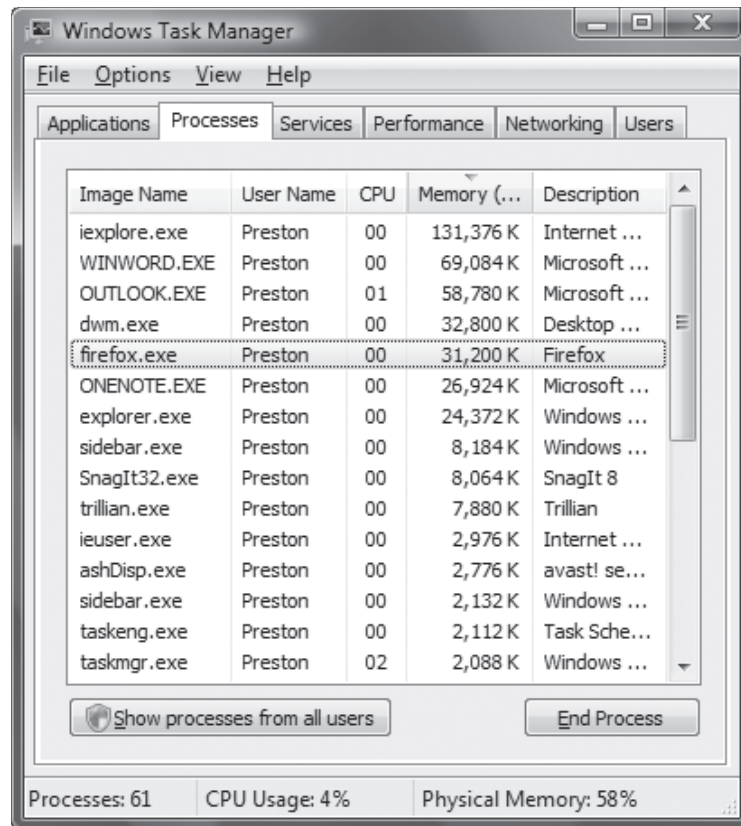 Windows Task Manager
File Options View Help
Applications Processes Services Performance Networking Users
Image Name User Name CPU Memory (... Description
iexplore.exe Preston 00 131,376 K Internet ...
WINWORD.EXE Preston 00 69,084 K Microsoft ...
OUTLOOK.EXE Preston 01 58,780 K Microsoft ...
dwm.exe Preston 00 32,800 K Desktop ...
firefox.exe Preston 00 31,200 K Firefox
ONENOTE.EXE Preston 00 26,924 K Microsoft ...
explorer.exe Preston 00 24,372 K Windows ...
sidebar.exe Preston 00 8,184 K Windows ...
SnagIt32.exe Preston 00 8,064 K SnagIt 8
trillian.exe Preston 00 7,880 K Trillian
ieuser.exe Preston 00 2,976 K Internet ...
ashDisp.exe Preston 00 2,776 K avast! se...
sidebar.exe Preston 00 2,132 K Windows ...
taskeng.exe Preston 00 2,112 K Task Sche...
taskmgr.exe Preston 02 2,088 K Windows ...
Show processes from all users End Process
Processes: 61 CPU Usage: 4% Physical Memory: 58%